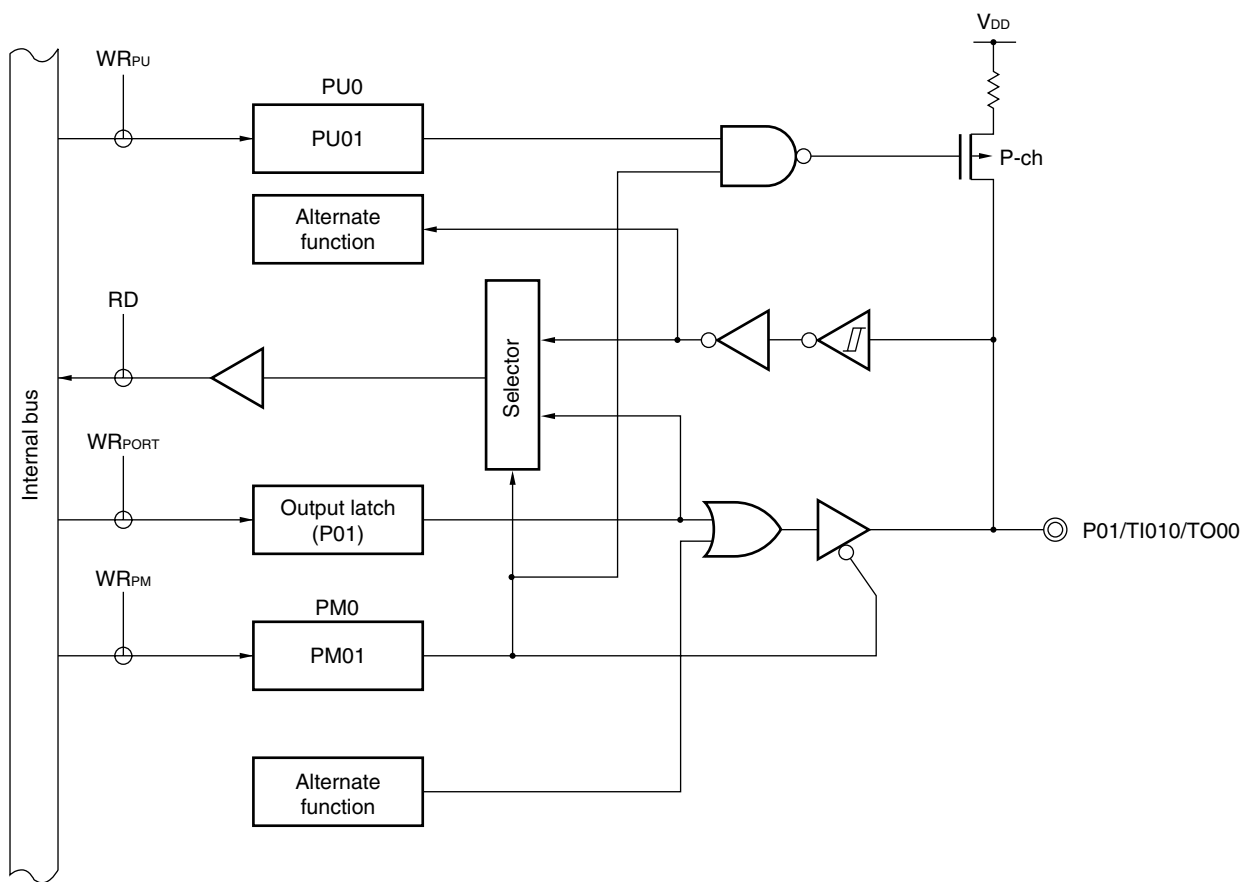 VDD
WRPU
PU0
PU01
P-ch
Alternate
function
RD
Selector
Internal bus
WRPORT
Output latch
(P01)
P01/TI010/TO00
WRPM
PM0
PM01
Alternate
function